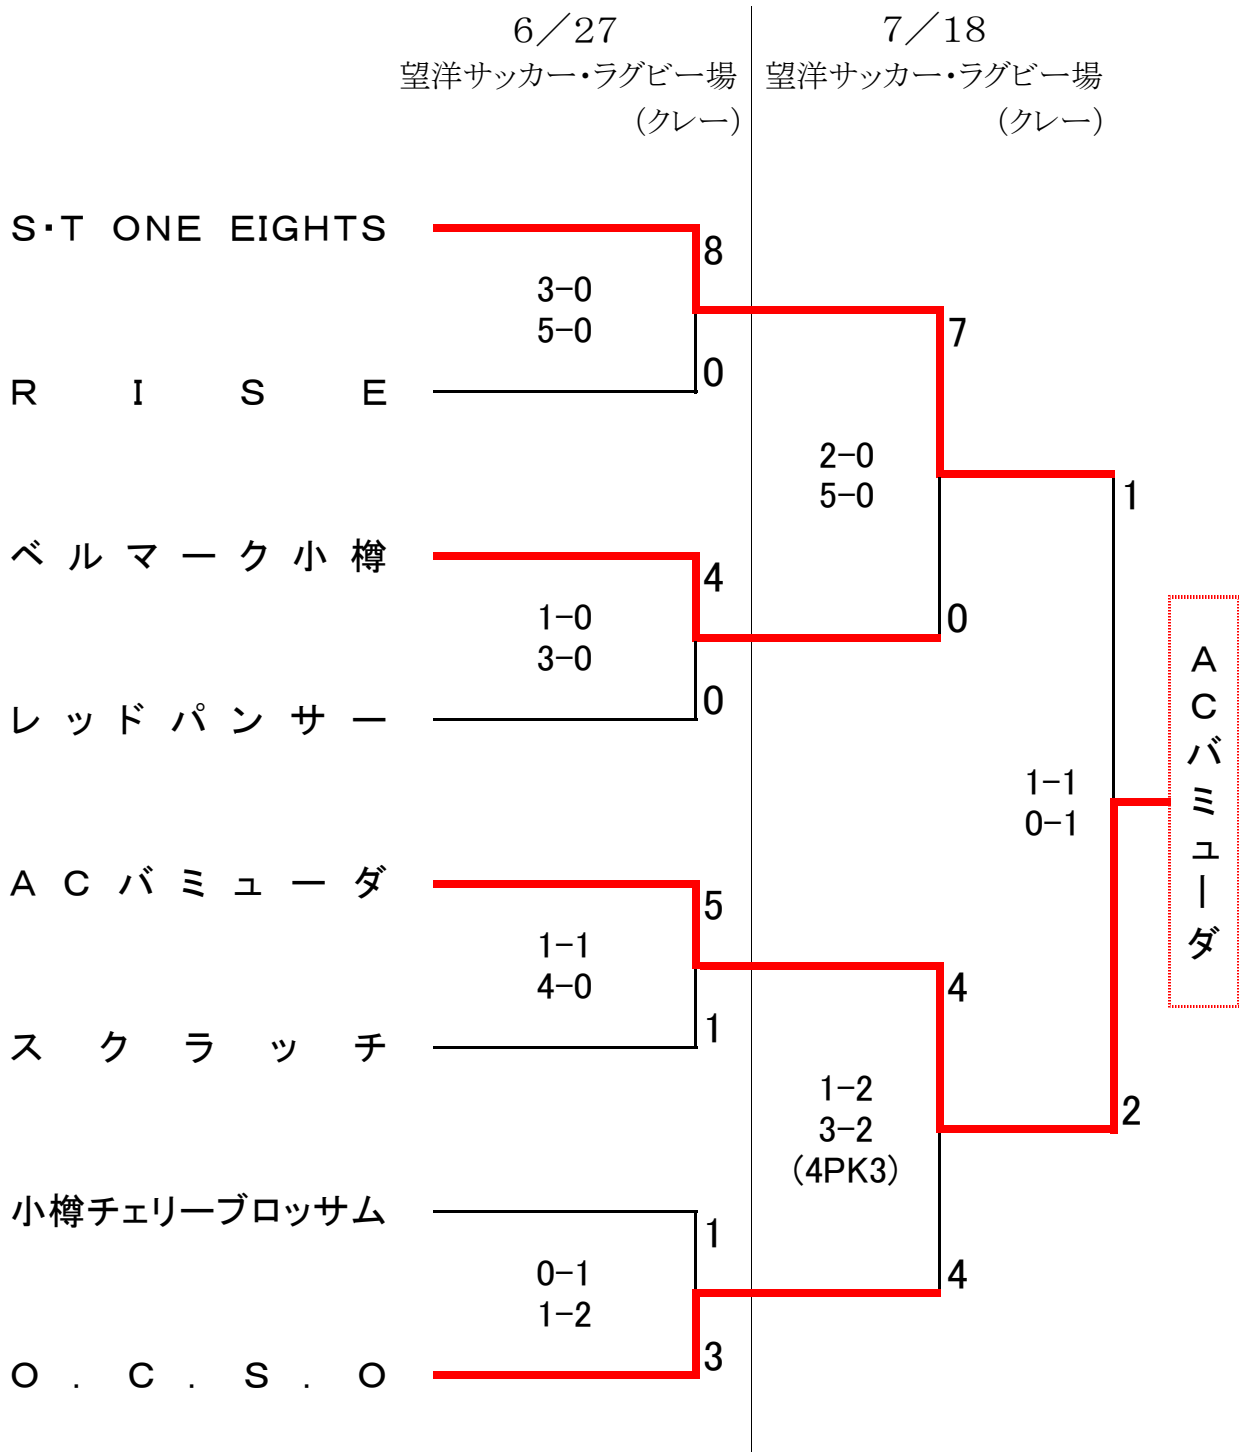 6／27
望洋サッカー・ラグビー場
（クレー）
7／18
望洋サッカー・ラグビー場
（クレー）
S・T ONE EIGHTS
8
3-0
5-0
0
R I S E
7
2-0
5-0
0
ベルマーク小樽
4
1-0
3-0
0
レッドパンサー
1
1-1
0-1
2
ACバミューダ
ACバミューダ
5
1-1
4-0
1
スクラッチ
4
1-2
3-2
(4PK3)
4
小樽チェリーブロッサム
1
0-1
1-2
3
O.C.S.O